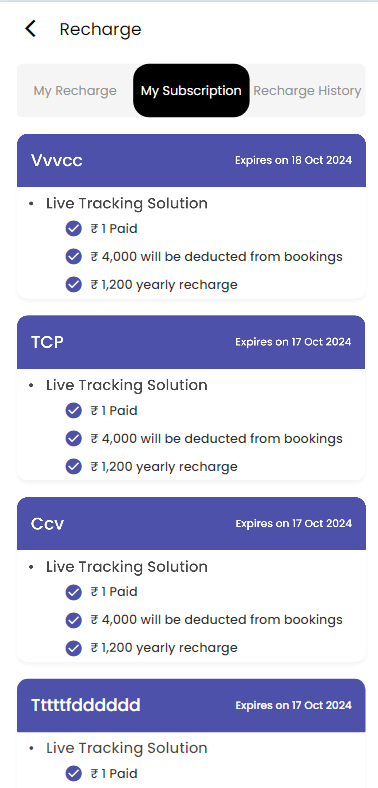 Recharge
My Recharge My Subscription Recharge History
Vvvcc Expires on 18 Oct 2024
• Live Tracking Solution
₹ 1 Paid
₹ 4,000 will be deducted from bookings
₹ 1,200 yearly recharge
TCP Expires on 17 Oct 2024
• Live Tracking Solution
₹ 1 Paid
₹ 4,000 will be deducted from bookings
₹ 1,200 yearly recharge
Ccv Expires on 17 Oct 2024
• Live Tracking Solution
₹ 1 Paid
₹ 4,000 will be deducted from bookings
₹ 1,200 yearly recharge
Tttttfdddddd Expires on 17 Oct 2024
• Live Tracking Solution
₹ 1 Paid